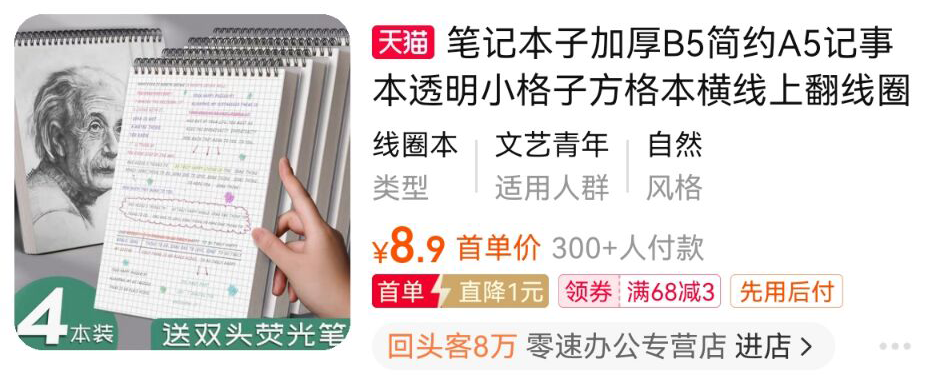 4本装
送双头荧光笔
天猫 笔记本子加厚B5简约A5记事
本透明小格子方格本横线上翻线圈
线圈本 文艺青年 自然
类型 适用人群 风格
¥8.9 首单价 300+人付款
首单 直降1元 领券 满68减3 先用后付
回头客8万 零速办公专营店 进店 >